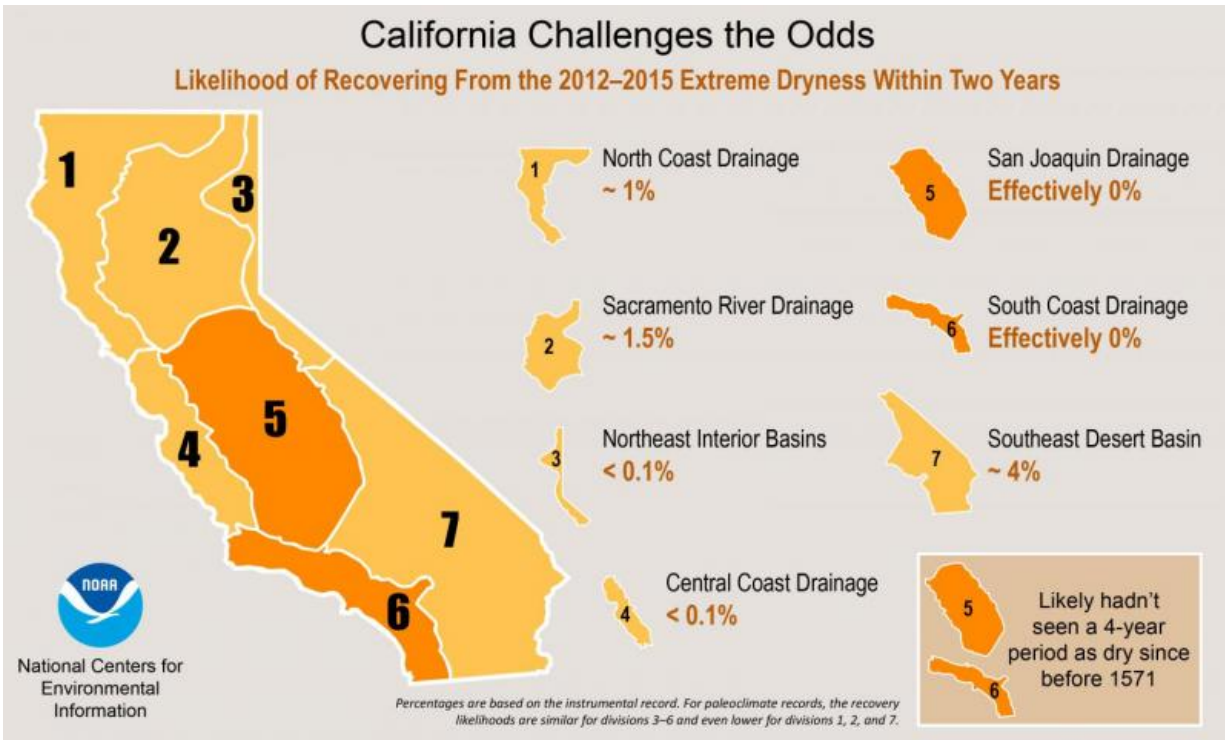 California Challenges the Odds
Likelihood of Recovering From the 2012–2015 Extreme Dryness Within Two Years
1
2
3
4
5
6
7
1
North Coast Drainage
~ 1%
2
Sacramento River Drainage
~ 1.5%
3
Northeast Interior Basins
< 0.1%
4
Central Coast Drainage
< 0.1%
5
San Joaquin Drainage
Effectively 0%
6
South Coast Drainage
Effectively 0%
7
Southeast Desert Basin
~ 4%
5
6
Likely hadn't
seen a 4-year
period as dry since
before 1571
NOAA
National Centers for
Environmental
Information
Percentages are based on the instrumental record. For paleoclimate records, the recovery
likelihoods are similar for divisions 3–6 and even lower for divisions 1, 2, and 7.